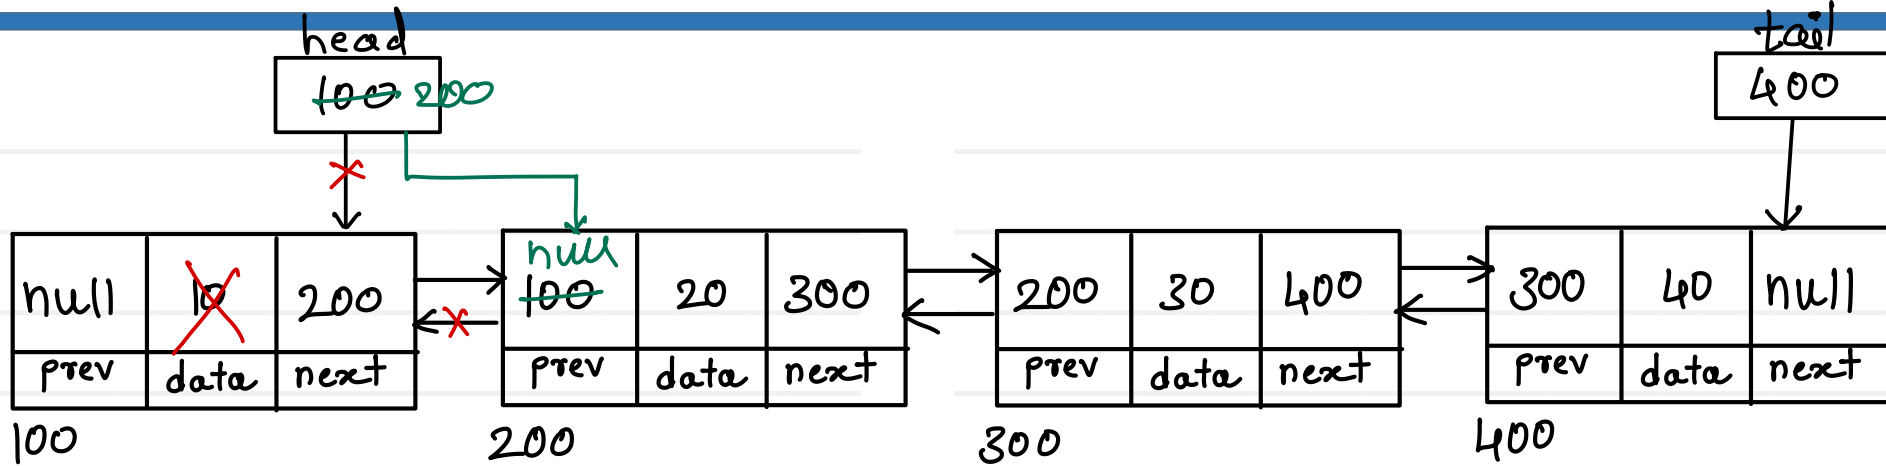 head
tail
100 200
400
null 10 200
null
100 20 300
200 30 400
300 40 null
prev data next
prev data next
prev data next
prev data next
100
200
300
400